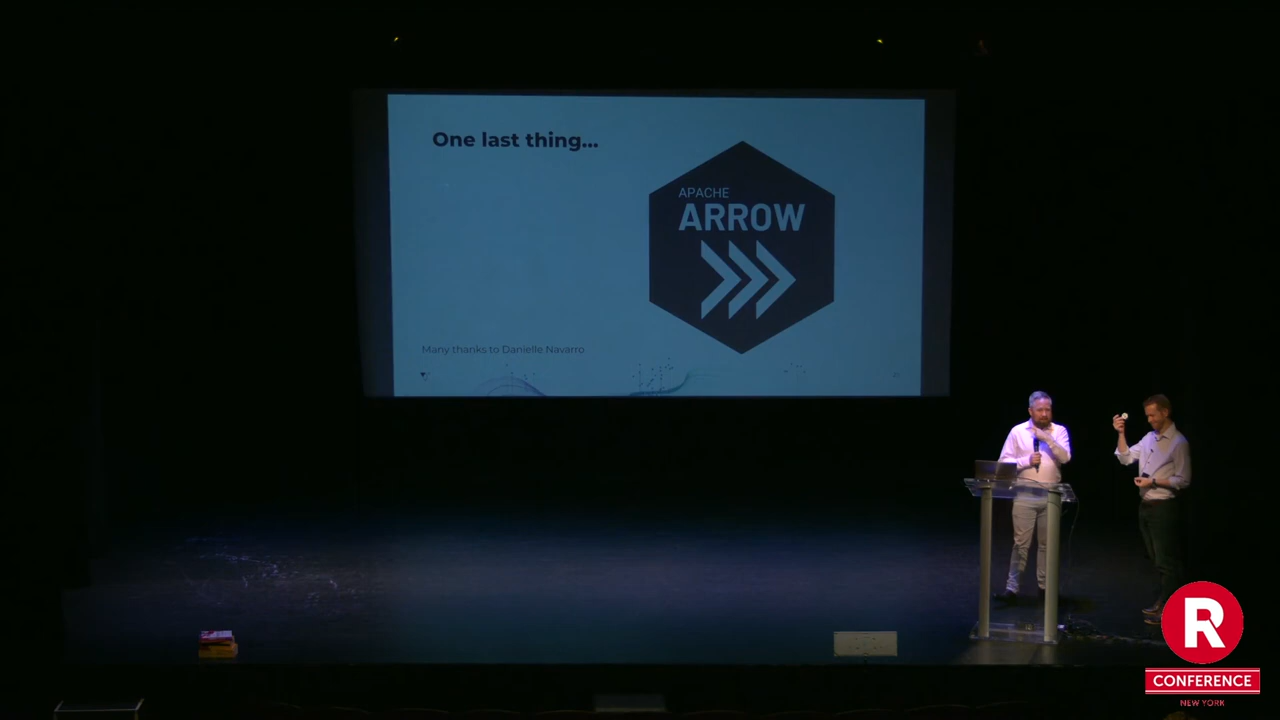 One last thing...
APACHE
ARROW
Many thanks to Danielle Navarro
R
CONFERENCE
NEW YORK